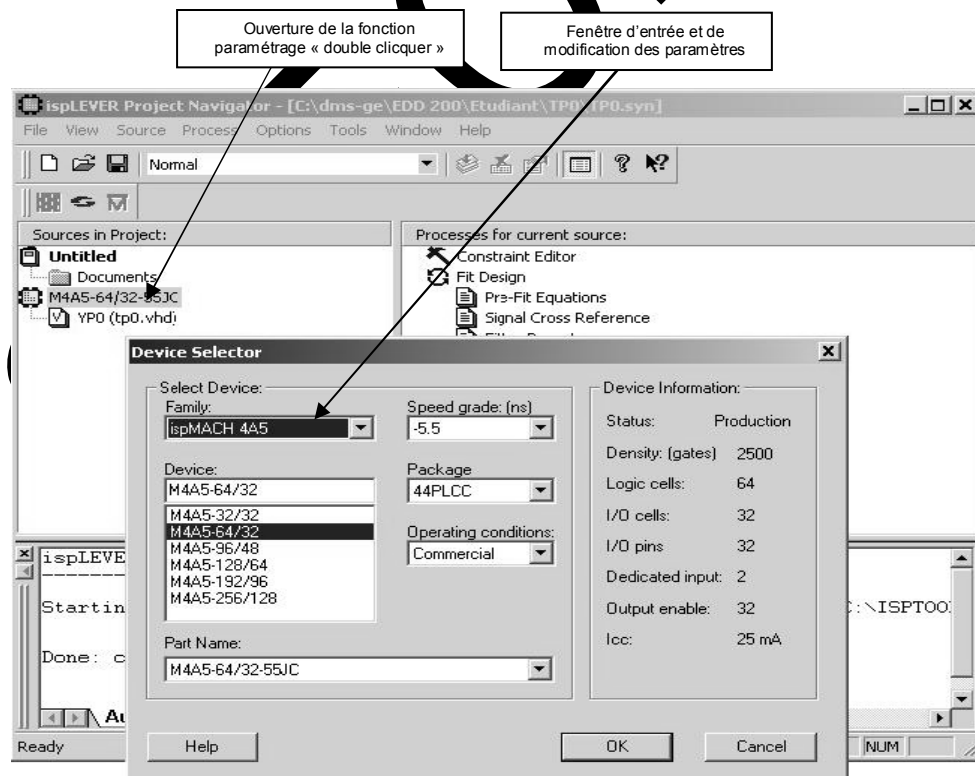 Ouverture de la fonction
paramétrage « double clicquer »
Fenêtre d'entrée et de
modification des paramètres
ispLEVER Project Navigator - [C:\dms-ge\EDD 200\Etudiant\TP0\TP0.syn]
File View Source Process Options Tools Window Help
Normal
Sources in Project:
Untitled
Documents
M4A5-64/32-55JC
YP0 (tp0.vhd)
Processes for current source:
Constraint Editor
Fit Design
Pre-Fit Equations
Signal Cross Reference
Device Selector
Select Device:
Family:
ispMACH 4A5
Speed grade: (ns)
-5.5
Device:
M4A5-64/32
Package
44PLCC
M4A5-32/32
M4A5-64/32
M4A5-96/48
M4A5-128/64
M4A5-192/96
M4A5-256/128
Operating conditions:
Commercial
Part Name:
M4A5-64/32-55JC
Device Information:
Status: Production
Density: (gates) 2500
Logic cells: 64
I/O cells: 32
I/O pins 32
Dedicated input: 2
Output enable: 32
Icc: 25 mA
Help
OK
Cancel
ispLEVE
Startin
C:\ISPTOO
Done: c
Au
Ready
NUM